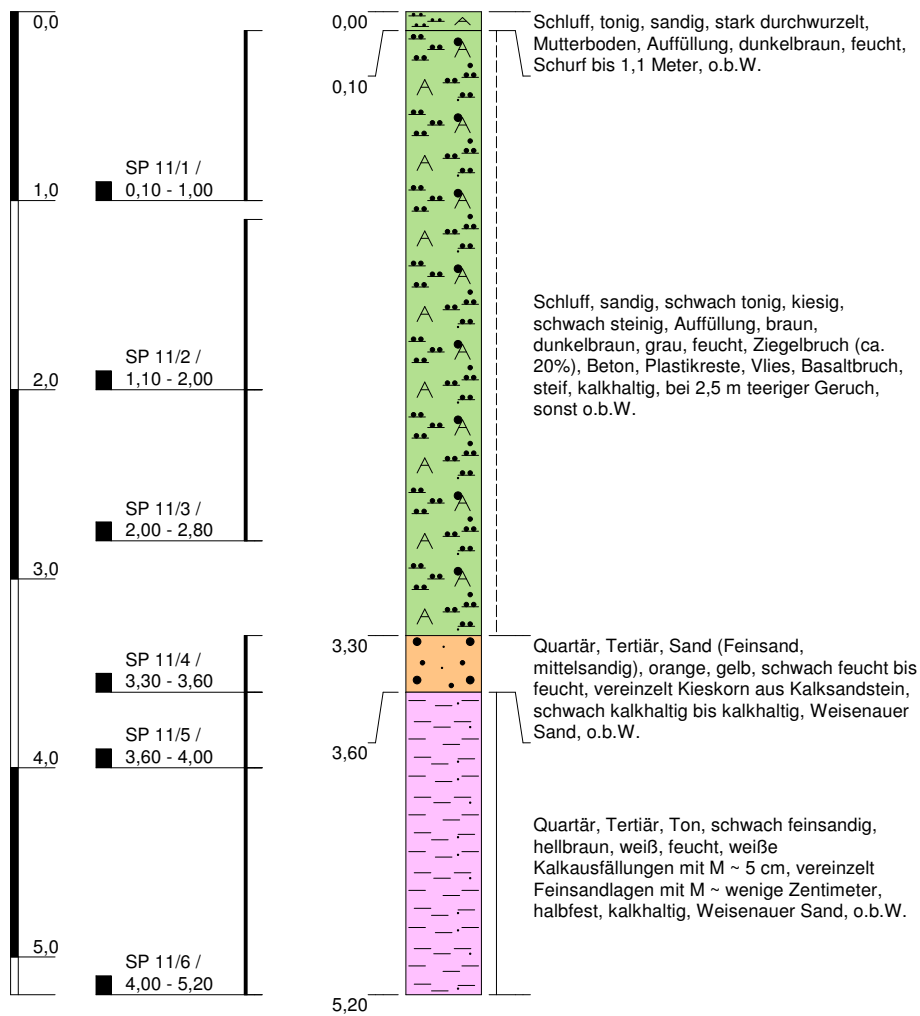 0,0
1,0
2,0
3,0
4,0
5,0
SP 11/1 /
0,10 - 1,00
SP 11/2 /
1,10 - 2,00
SP 11/3 /
2,00 - 2,80
SP 11/4 /
3,30 - 3,60
SP 11/5 /
3,60 - 4,00
SP 11/6 /
4,00 - 5,20
0,00
0,10
3,30
3,60
5,20
Schluff, tonig, sandig, stark durchwurzelt,
Mutterboden, Auffüllung, dunkelbraun, feucht,
Schurf bis 1,1 Meter, o.b.W.
Schluff, sandig, schwach tonig, kiesig,
schwach steinig, Auffüllung, braun,
dunkelbraun, grau, feucht, Ziegelbruch (ca.
20%), Beton, Plastikreste, Vlies, Basaltbruch,
steif, kalkhaltig, bei 2,5 m teeriger Geruch,
sonst o.b.W.
Quartär, Tertiär, Sand (Feinsand,
mittelsandig), orange, gelb, schwach feucht bis
feucht, vereinzelt Kieskorn aus Kalksandstein,
schwach kalkhaltig bis kalkhaltig, Weisenauer
Sand, o.b.W.
Quartär, Tertiär, Ton, schwach feinsandig,
hellbraun, weiß, feucht, weiße
Kalkausfällungen mit M ~ 5 cm, vereinzelt
Feinsandlagen mit M ~ wenige Zentimeter,
halbfest, kalkhaltig, Weisenauer Sand, o.b.W.